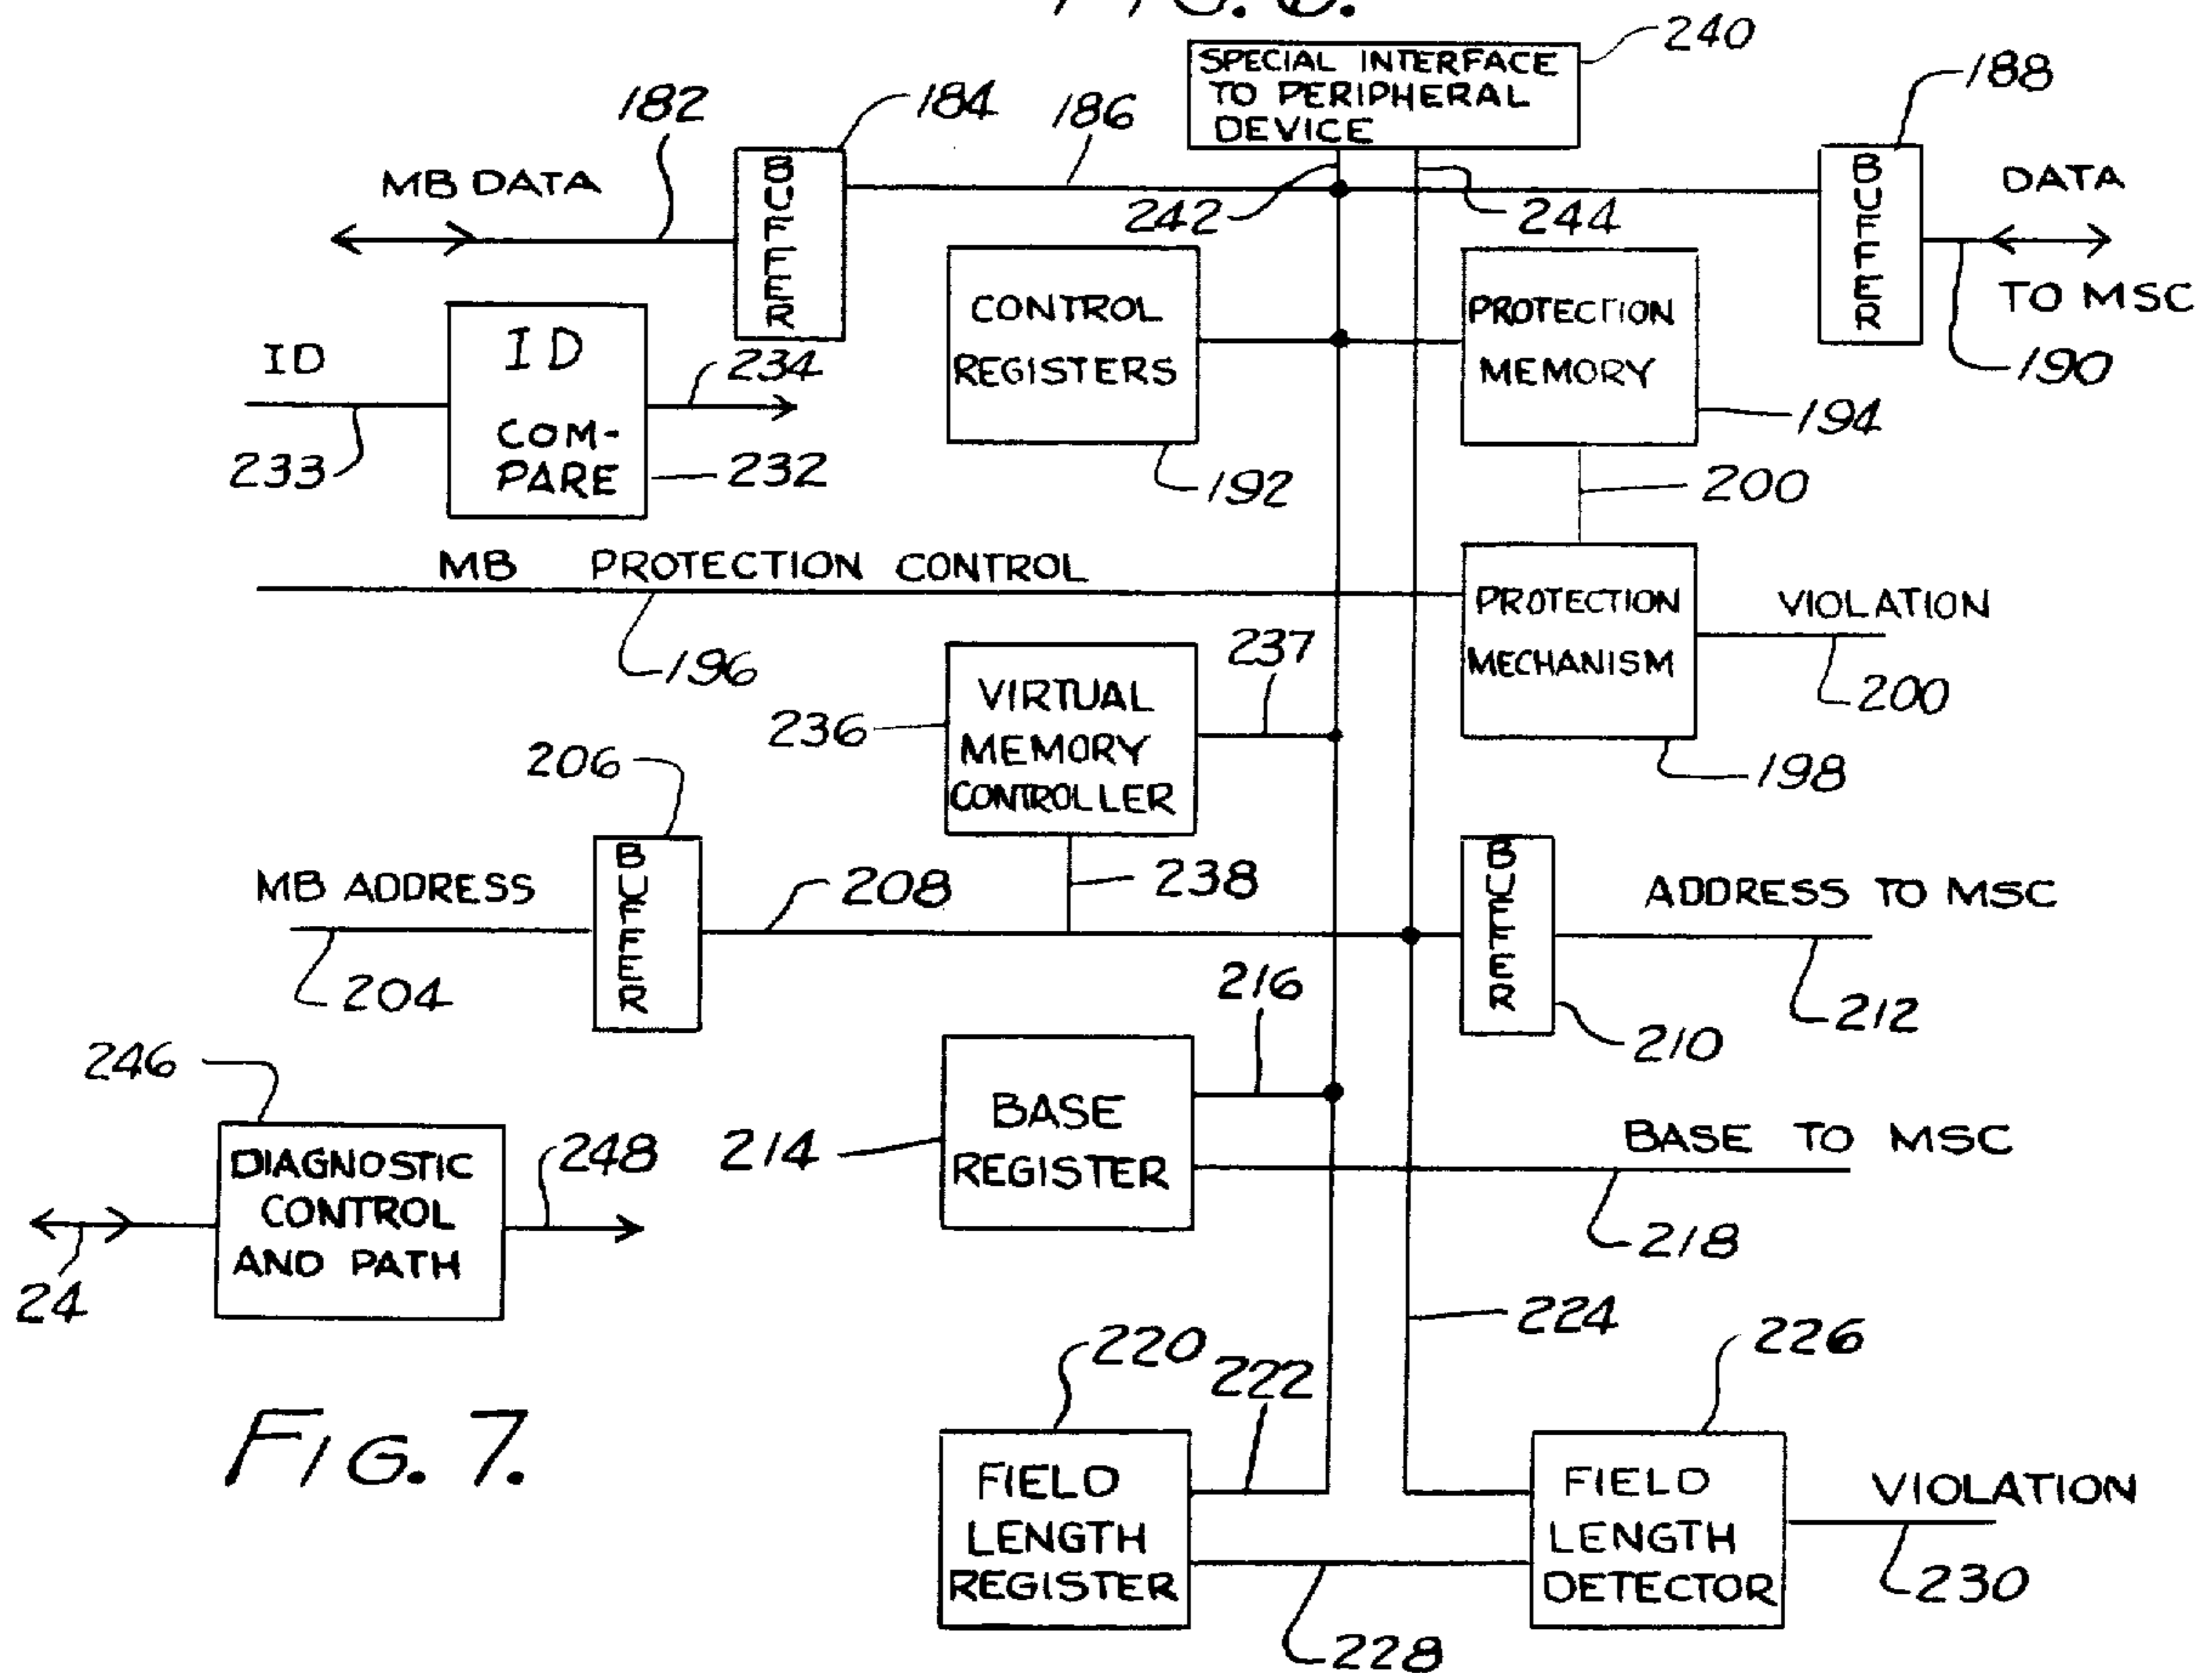 240
SPECIAL INTERFACE
TO PERIPHERAL
DEVICE
188
182
184
186
BUFFER
BUFFER
MB DATA
DATA
242
244
TO MSC
CONTROL
REGISTERS
PROTECTION
MEMORY
190
ID
ID
COM-
PARE
234
194
233
232
192
200
MB PROTECTION CONTROL
PROTECTION
MECHANISM
VIOLATION
196
237
200
VIRTUAL
MEMORY
CONTROLLER
236
198
206
BUFFER
BUFFER
MB ADDRESS
208
238
ADDRESS TO MSC
204
216
212
210
246
BASE
REGISTER
214
BASE TO MSC
DIAGNOSTIC
CONTROL
AND PATH
248
218
24
224
220
222
226
FIG. 7.
FIELD
LENGTH
REGISTER
FIELD
LENGTH
DETECTOR
VIOLATION
230
228